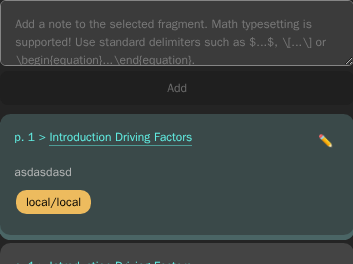 Add a note to the selected fragment. Math typesetting is
supported! Use standard delimiters such as $...$, \[...\] or
\begin{equation}...\end{equation}.
Add
p. 1 > Introduction Driving Factors
asdasdasd
local/local